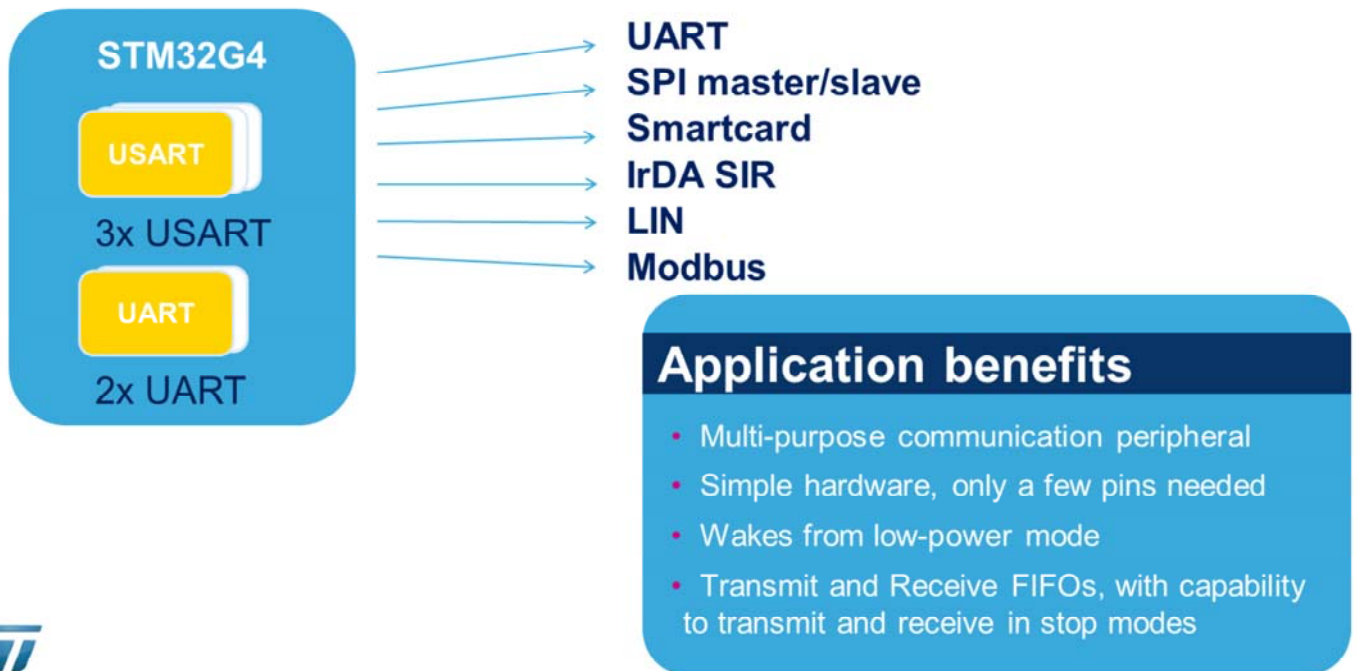 STM32G4
USART
3x USART
UART
2x UART
UART
SPI master/slave
Smartcard
IrDA SIR
LIN
Modbus
Application benefits
• Multi-purpose communication peripheral
• Simple hardware, only a few pins needed
• Wakes from low-power mode
• Transmit and Receive FIFOs, with capability
to transmit and receive in stop modes